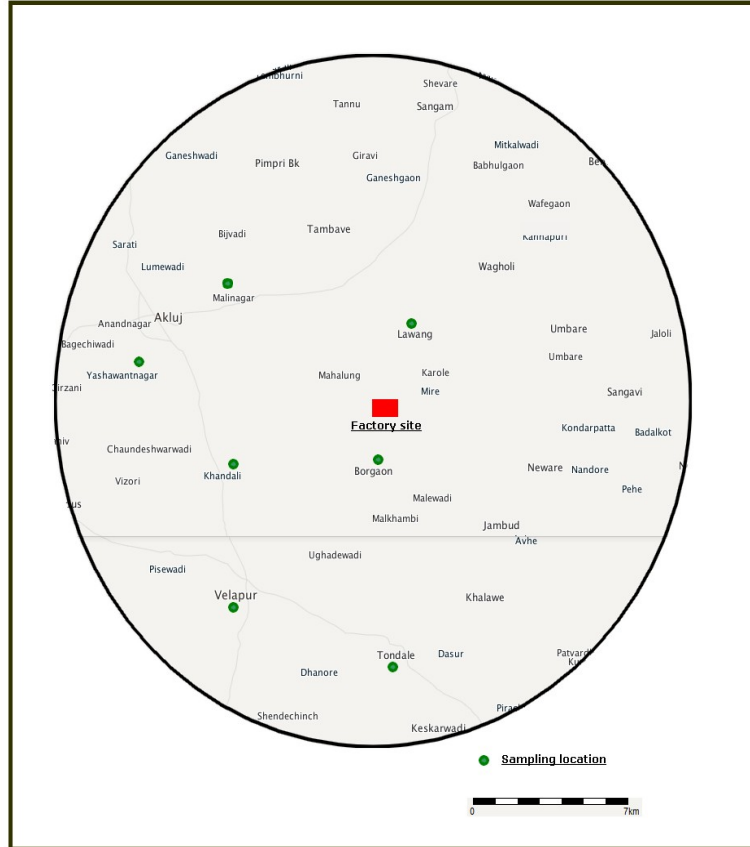 Shevare
Tannu
Sangam
Mitkalwadi
Ganeshwadi
Giravi
Pimpri Bk
Babhulgaon
Ganeshgaon
Wafegaon
Tambave
Bijvadi
Sarati
Lumewadi
Wagholi
Malinagar
Akluj
Anandnagar
Umbare
Lawang
Jaloli
Bagechiwadi
Umbare
Yashawantnagar
Mahalung
Karole
Mire
Sangavi
Factory site
Kondarpatta
Badalkot
Chaundeshwarwadi
Borgaon
Neware
Nandore
Khandali
Vizori
Pehe
Malewadi
Malkhambi
Jambud
Avhe
Ughadewadi
Pisewadi
Velapur
Khalawe
Tondale
Dasur
Dhanore
Shendechinch
Keskarwadi
Sampling location
0 7km